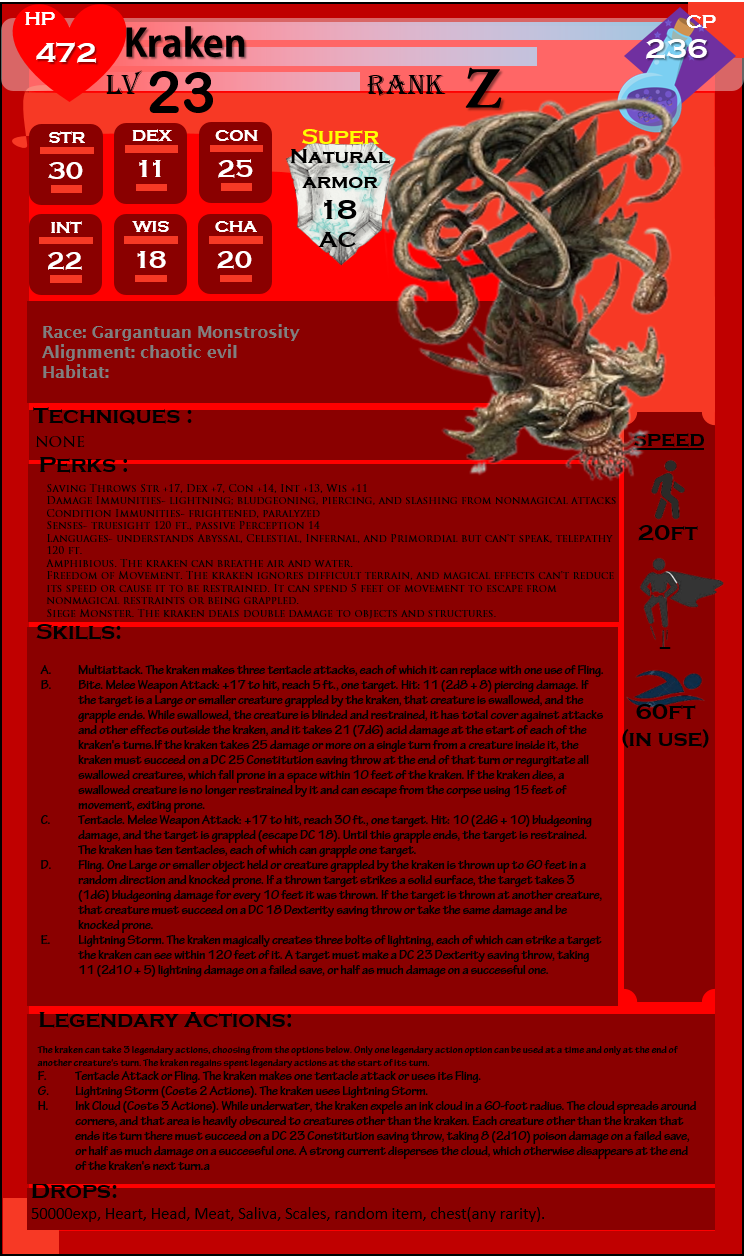 HP
472
Kraken
CP
236
LV 23
RANK Z
STR
30
DEX
11
CON
25
INT
22
WIS
18
CHA
20
SUPER
NATURAL
ARMOR
18
AC
Race: Gargantuan Monstrosity
Alignment: chaotic evil
Habitat:
TECHNIQUES :
NONE
PERKS :
SAVING THROWS STR +17, DEX +7, CON +14, INT +13, WIS +11
DAMAGE IMMUNITIES- LIGHTNING; BLUDGEONING, PIERCING, AND SLASHING FROM NONMAGICAL ATTACKS
CONDITION IMMUNITIES- FRIGHTENED, PARALYZED
SENSES- TRUESIGHT 120 FT., PASSIVE PERCEPTION 14
LANGUAGES- UNDERSTANDS ABYSSAL, CELESTIAL, INFERNAL, AND PRIMORDIAL BUT CAN'T SPEAK, TELEPATHY
120 FT.
AMPHIBIOUS. THE KRAKEN CAN BREATHE AIR AND WATER.
FREEDOM OF MOVEMENT. THE KRAKEN IGNORES DIFFICULT TERRAIN, AND MAGICAL EFFECTS CAN'T REDUCE
ITS SPEED OR CAUSE IT TO BE RESTRAINED. IT CAN SPEND 5 FEET OF MOVEMENT TO ESCAPE FROM
NONMAGICAL RESTRAINTS OR BEING GRAPPLED
SIEGE MONSTER. THE KRAKEN DEALS DOUBLE DAMAGE TO OBJECTS AND STRUCTURES.
SPEED
20FT
60FT
(IN USE)
SKILLS:
A. Multiattack. The kraken makes three tentacle attacks, each of which it can replace with one use of Fling.
B. Bite. Melee Weapon Attack: +17 to hit, reach 5 ft., one target. Hit: 11 (2d8 + 8) piercing damage. If
the target is a Large or smaller creature grappled by the kraken, that creature is swallowed, and the
grapple ends. While swallowed, the creature is blinded and restrained, it has total cover against attacks
and other effects outside the kraken, and it takes 21 (7d6) acid damage at the start of each of the
kraken's turns.If the kraken takes 25 damage or more on a single turn from a creature inside it, the
kraken must succeed on a DC 25 Constitution saving throw at the end of that turn or regurgitate all
swallowed creatures, which fall prone in a space within 10 feet of the kraken. If the kraken dies, a
swallowed creature is no longer restrained by it and can escape from the corpse using 15 feet of
movement, exiting prone.
C. Tentacle. Melee Weapon Attack: +17 to hit, reach 30 ft., one target. Hit: 10 (2d6 + 10) bludgeoning
damage, and the target is grappled (escape DC 18). Until this grapple ends, the target is restrained.
The kraken has ten tentacles, each of which can grapple one target.
D. Fling. One Large or smaller object held or creature grappled by the kraken is thrown up to 60 feet in a
random direction and knocked prone. If a thrown target strikes a solid surface, the target takes 3
(1d6) bludgeoning damage for every 10 feet it was thrown. If the target is thrown at another creature,
that creature must succeed on a DC 18 Dexterity saving throw or take the same damage and be
knocked prone.
E. Lightning Storm. The kraken magically creates three bolts of lightning, each of which can strike a target
the kraken can see within 120 feet of it. A target must make a DC 23 Dexterity saving throw, taking
11 (2d10 + 5) lightning damage on a failed save, or half as much damage on a successful one.
LEGENDARY ACTIONS:
The kraken can take 3 legendary actions, choosing from the options below. Only one legendary action option can be used at a time and only at the end of
another creature's turn. The kraken regains spent legendary actions at the start of its turn.
F. Tentacle Attack or Fling. The kraken makes one tentacle attack or uses its Fling.
G. Lightning Storm (Costs 2 Actions). The kraken uses Lightning Storm.
H. Ink Cloud (Costs 3 Actions). While underwater, the kraken expels an ink cloud in a 60-foot radius. The cloud spreads around
corners, and that area is heavily obscured to creatures other than the kraken. Each creature other than the kraken that
ends its turn there must succeed on a DC 23 Constitution saving throw, taking 8 (2d10) poison damage on a failed save,
or half as much damage on a successful one. A strong current disperses the cloud, which otherwise disappears at the end
of the kraken's next turn.a
DROPS:
50000exp, Heart, Head, Meat, Saliva, Scales, random item, chest(any rarity).